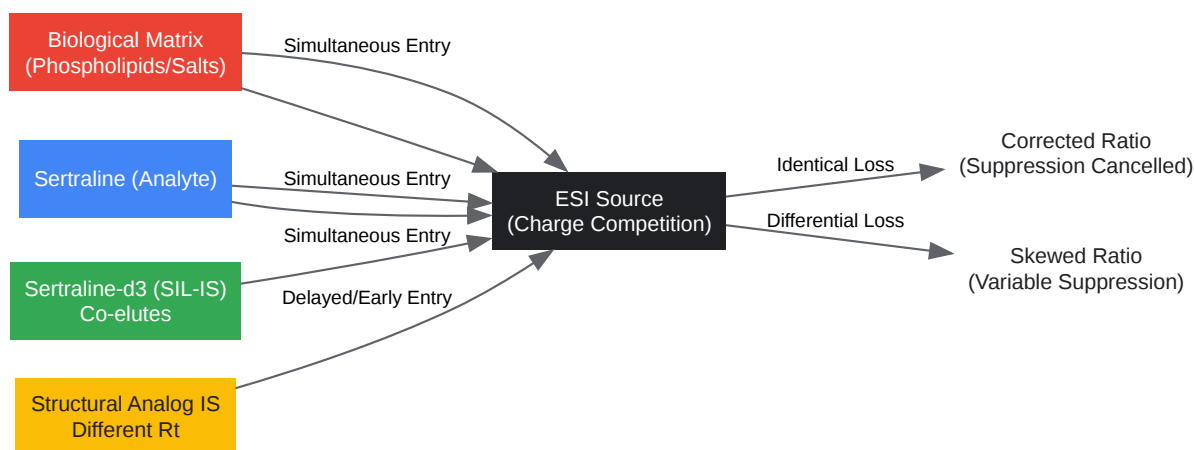 Biological Matrix
(Phospholipids/Salts)
Simultaneous Entry
Sertraline (Analyte)
Simultaneous Entry
Simultaneous Entry
Sertraline-d3 (SIL-IS)
Co-elutes
Delayed/Early Entry
Structural Analog IS
Different Rt
ESI Source
(Charge Competition)
Identical Loss
Differential Loss
Corrected Ratio
(Suppression Cancelled)
Skewed Ratio
(Variable Suppression)